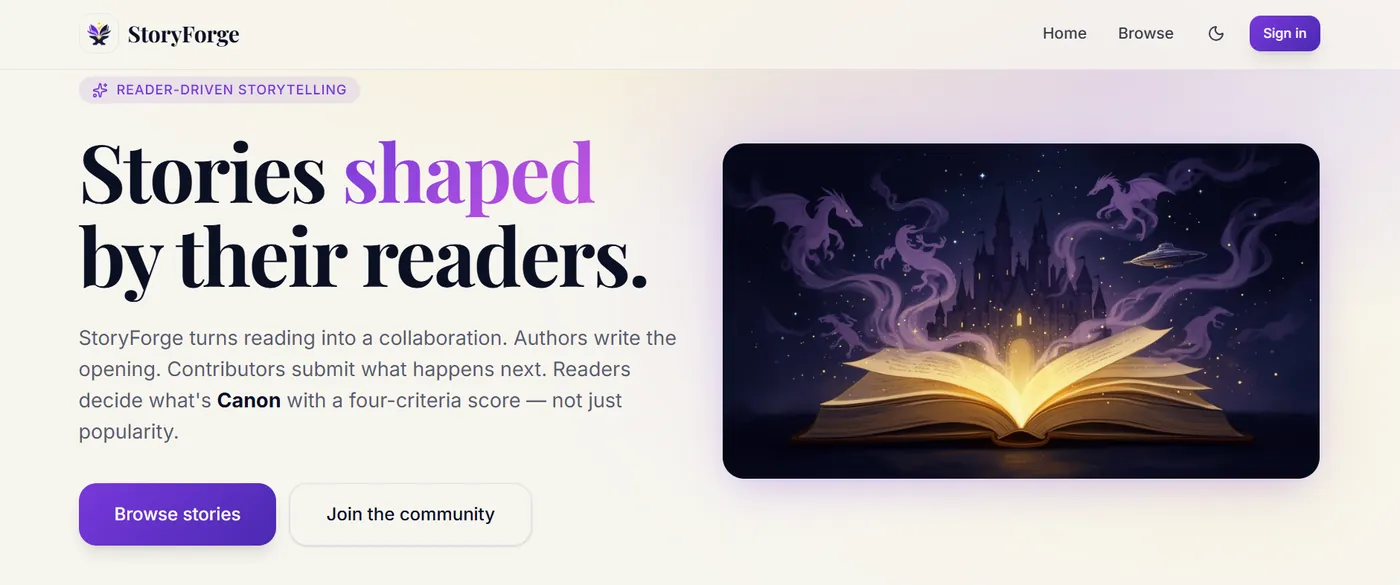 StoryForge
Home
Browse
Sign in
READER-DRIVEN STORYTELLING
Stories shaped
by their readers.
StoryForge turns reading into a collaboration. Authors write the
opening. Contributors submit what happens next. Readers
decide what's Canon with a four-criteria score — not just
popularity.
Browse stories
Join the community